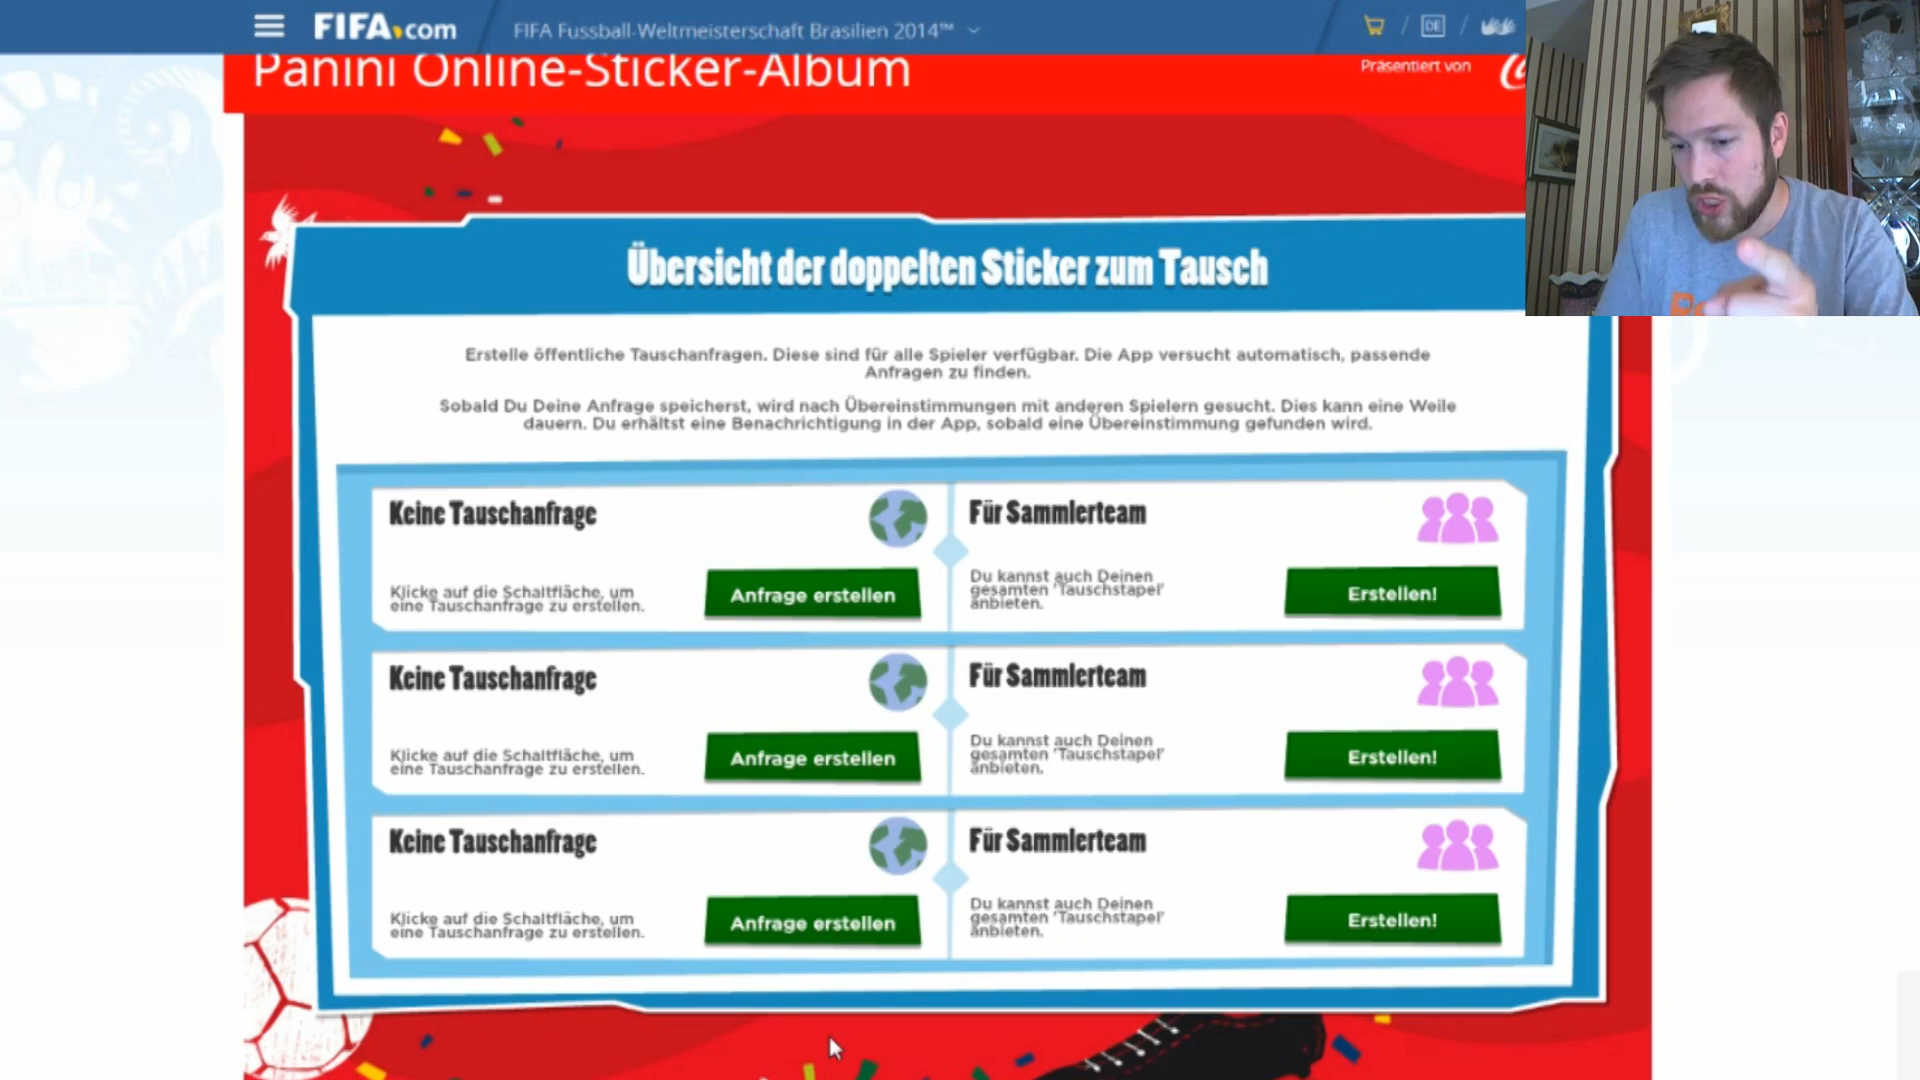 FIFA.com
FIFA Fussball-Weltmeisterschaft Brasilien 2014™
DE
Panini Online-Sticker-Album
Präsentiert von
Übersicht der doppelten Sticker zum Tausch
Erstelle öffentliche Tauschanfragen. Diese sind für alle Spieler verfügbar. Die App versucht automatisch, passende
Anfragen zu finden.
Sobald Du Deine Anfrage speicherst, wird nach Übereinstimmungen mit anderen Spielern gesucht. Dies kann eine Weile
dauern. Du erhältst eine Benachrichtigung in der App, sobald eine Übereinstimmung gefunden wird.
Keine Tauschanfrage
Klicke auf die Schaltfläche, um
eine Tauschanfrage zu erstellen.
Anfrage erstellen
Für Sammlerteam
Du kannst auch Deinen
gesamten 'Tauschstapel'
anbieten.
Erstellen!
Keine Tauschanfrage
Klicke auf die Schaltfläche, um
eine Tauschanfrage zu erstellen.
Anfrage erstellen
Für Sammlerteam
Du kannst auch Deinen
gesamten 'Tauschstapel'
anbieten.
Erstellen!
Keine Tauschanfrage
Klicke auf die Schaltfläche, um
eine Tauschanfrage zu erstellen.
Anfrage erstellen
Für Sammlerteam
Du kannst auch Deinen
gesamten 'Tauschstapel'
anbieten.
Erstellen!